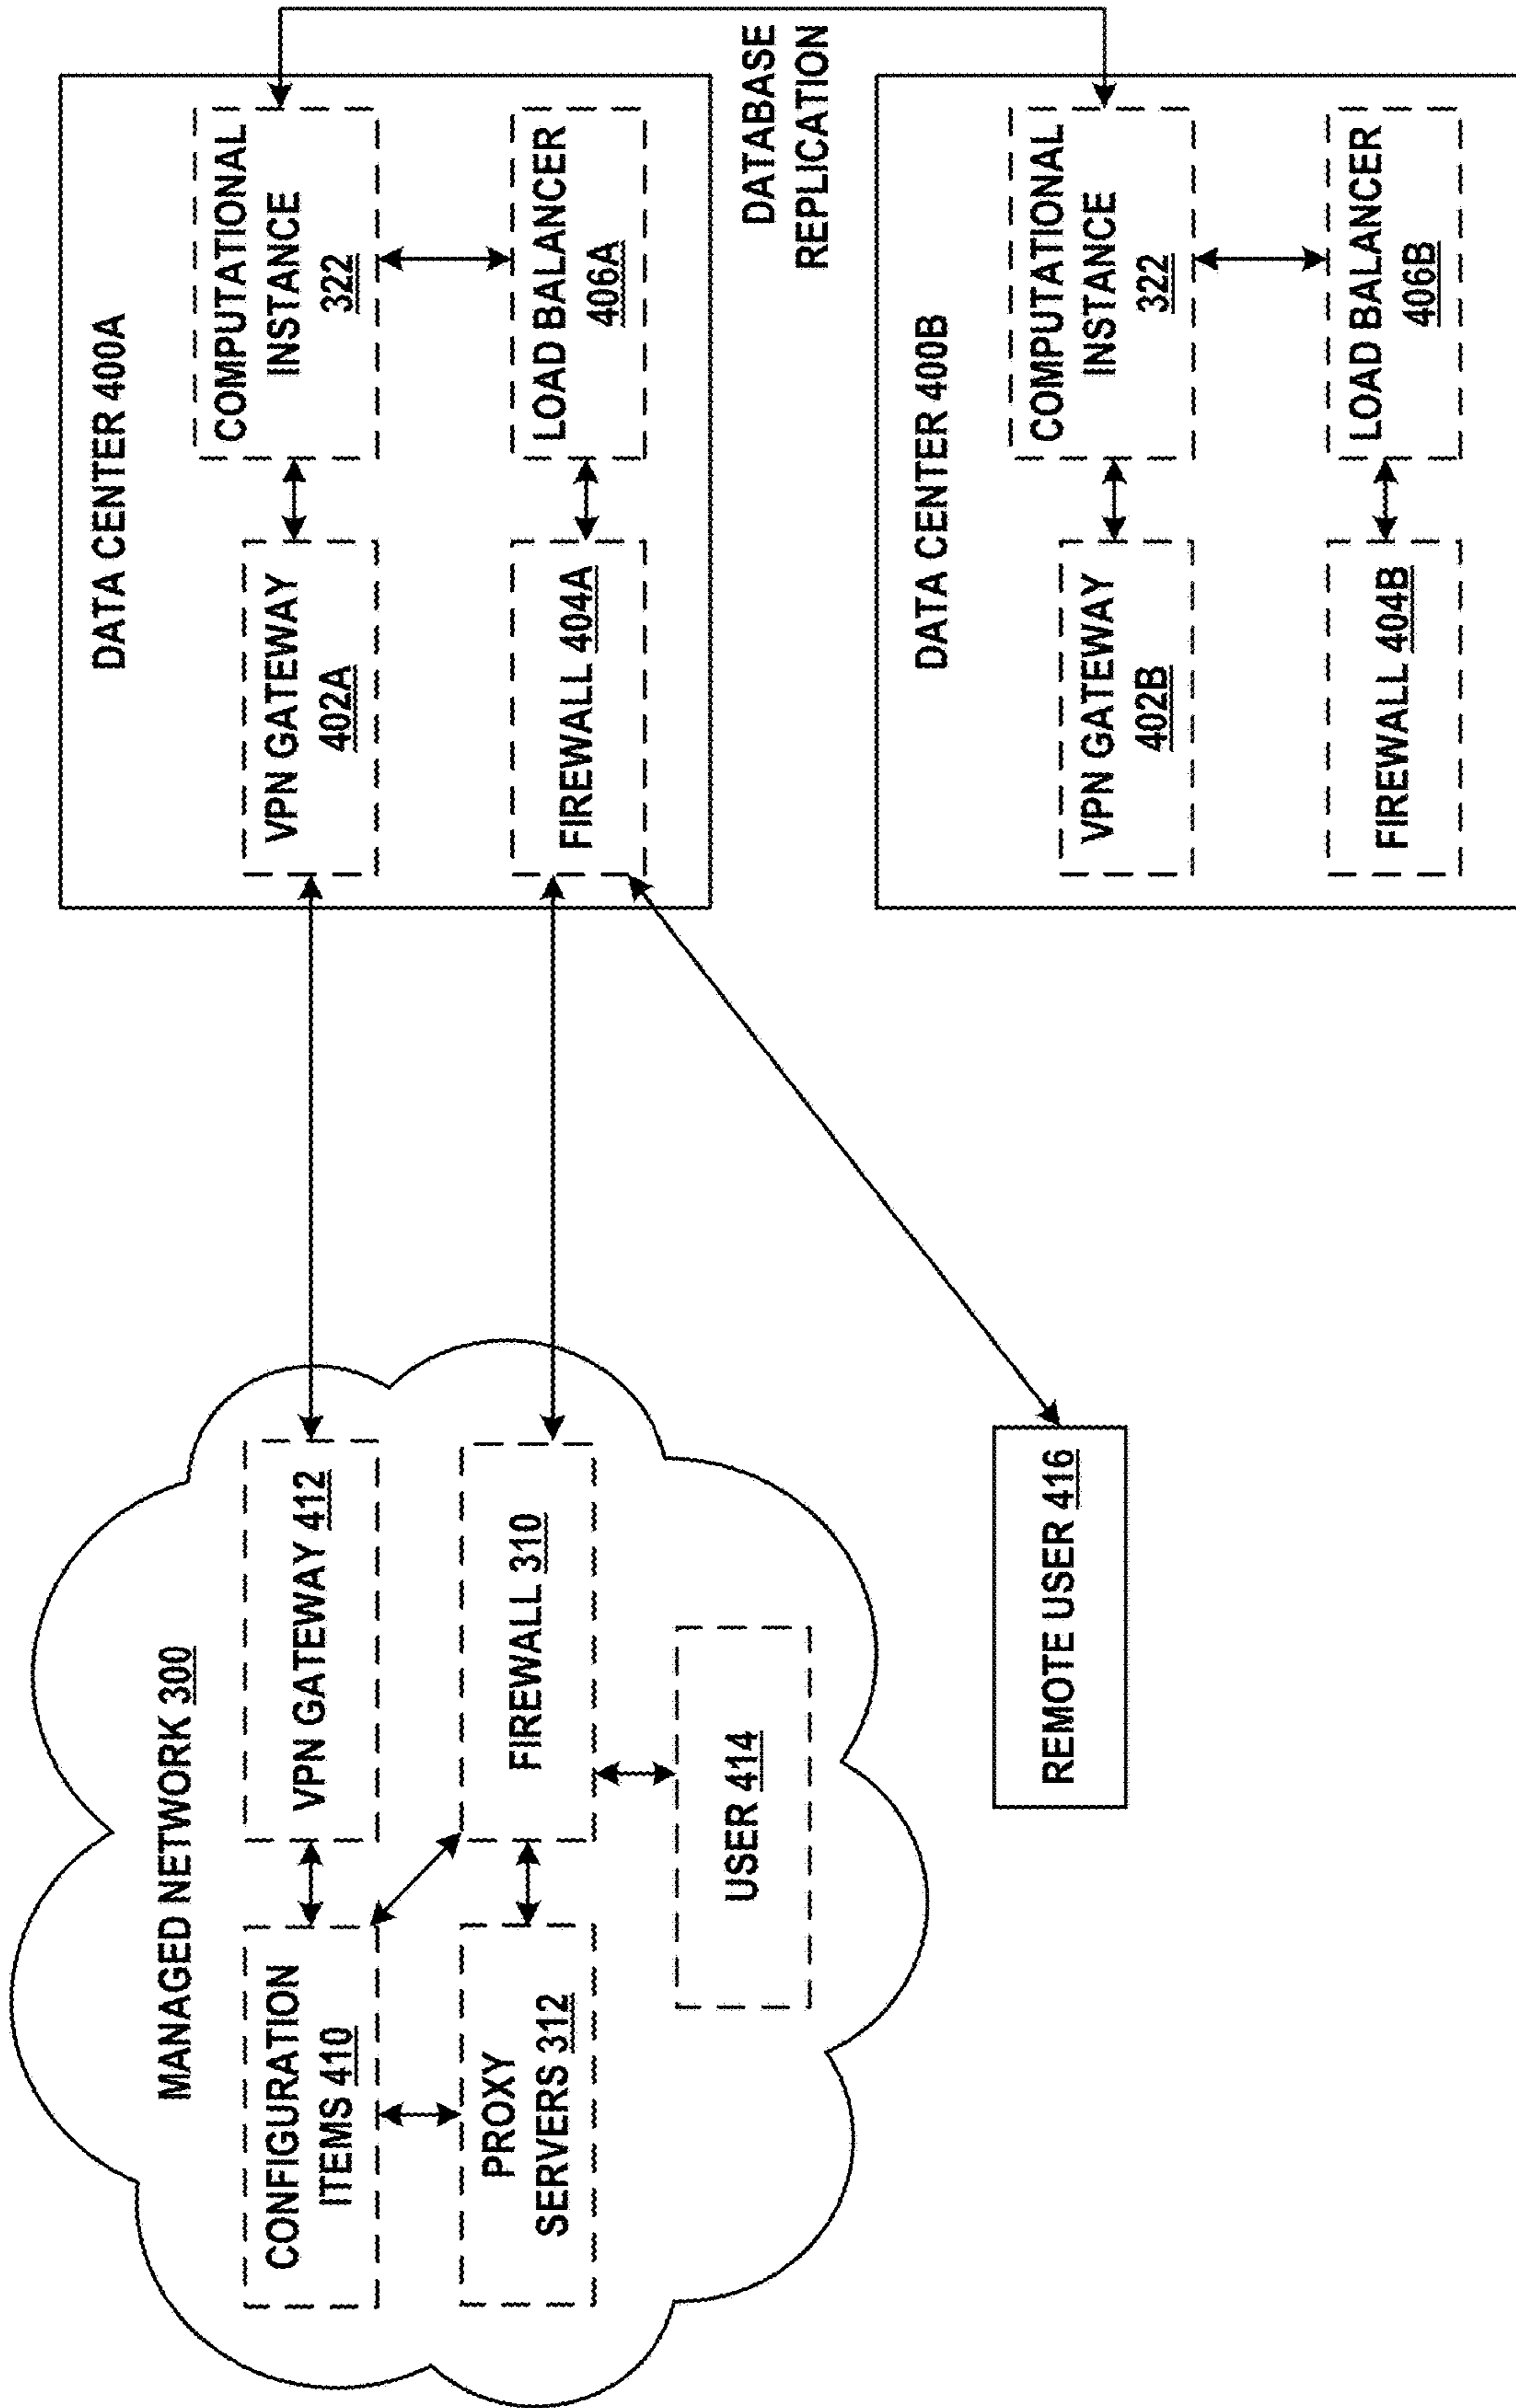 MANAGED NETWORK 300
CONFIGURATION
ITEMS 410
VPN GATEWAY 412
PROXY
SERVERS 312
FIREWALL 310
USER 414
REMOTE USER 416
DATA CENTER 400A
VPN GATEWAY
402A
COMPUTATIONAL
INSTANCE
322
FIREWALL 404A
LOAD BALANCER
406A
DATABASE
REPLICATION
DATA CENTER 400B
VPN GATEWAY
402B
COMPUTATIONAL
INSTANCE
322
FIREWALL 404B
LOAD BALANCER
406B